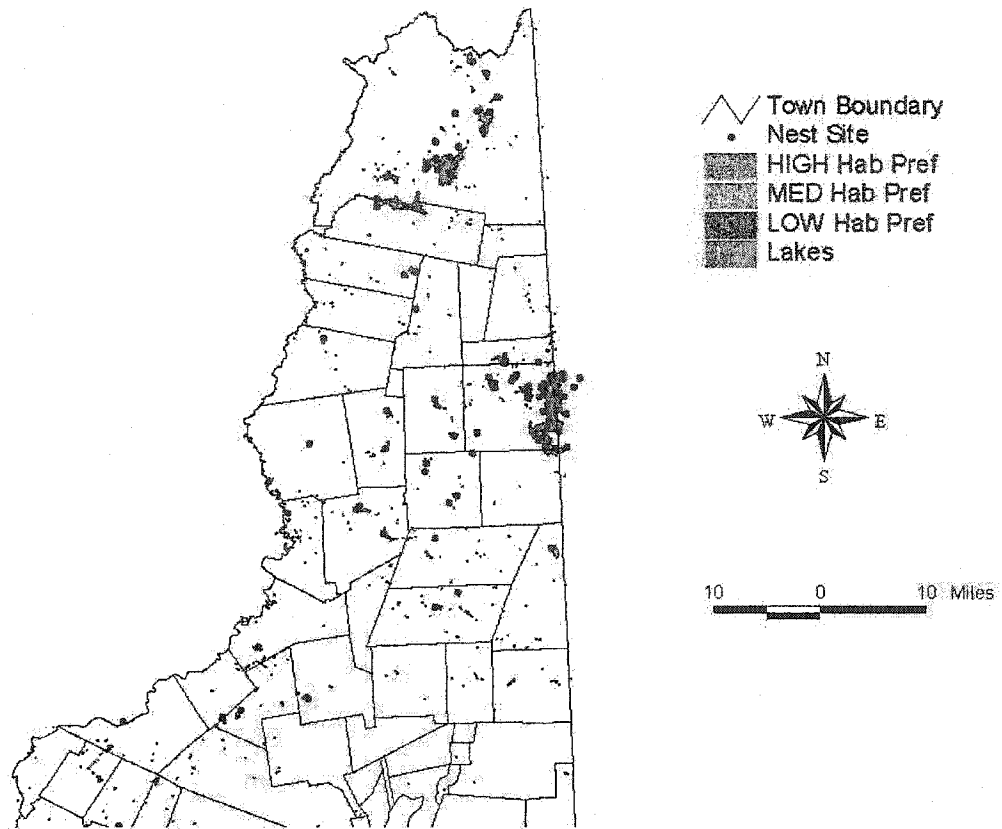 Town Boundary
Nest Site
HIGH Hab Pref
MED Hab Pref
LOW Hab Pref
Lakes
N
W E
S
10 0 10 Miles